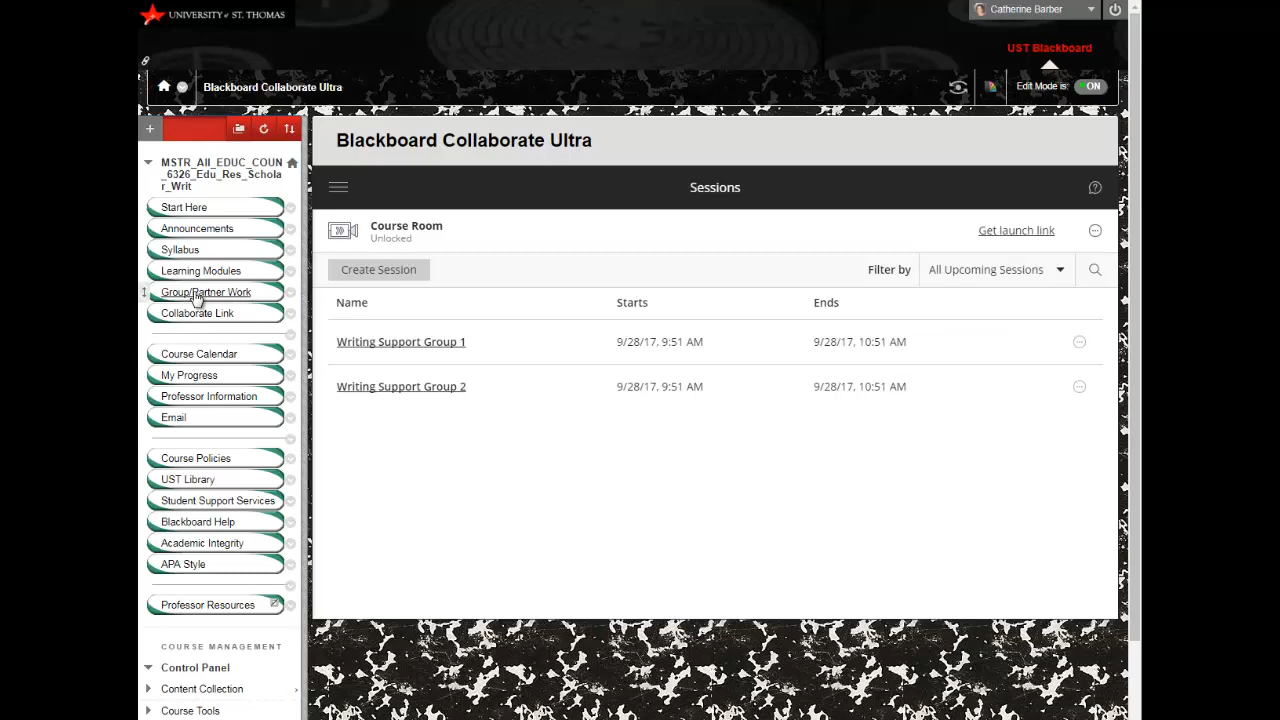 UNIVERSITY of ST. THOMAS
Catherine Barber
UST Blackboard
Blackboard Collaborate Ultra
Edit Mode is: ON
MSTR_All_EDUC_COUN
_6326_Edu_Res_Schola
r_Writ
Start Here
Announcements
Syllabus
Learning Modules
Group/Partner Work
Collaborate Link
Course Calendar
My Progress
Professor Information
Email
Course Policies
UST Library
Student Support Services
Blackboard Help
Academic Integrity
APA Style
Professor Resources
COURSE MANAGEMENT
Control Panel
Content Collection
Course Tools
Blackboard Collaborate Ultra
Sessions
Course Room
Unlocked
Get launch link
Create Session
Filter by All Upcoming Sessions
Name Starts Ends
Writing Support Group 1 9/28/17, 9:51 AM 9/28/17, 10:51 AM
Writing Support Group 2 9/28/17, 9:51 AM 9/28/17, 10:51 AM